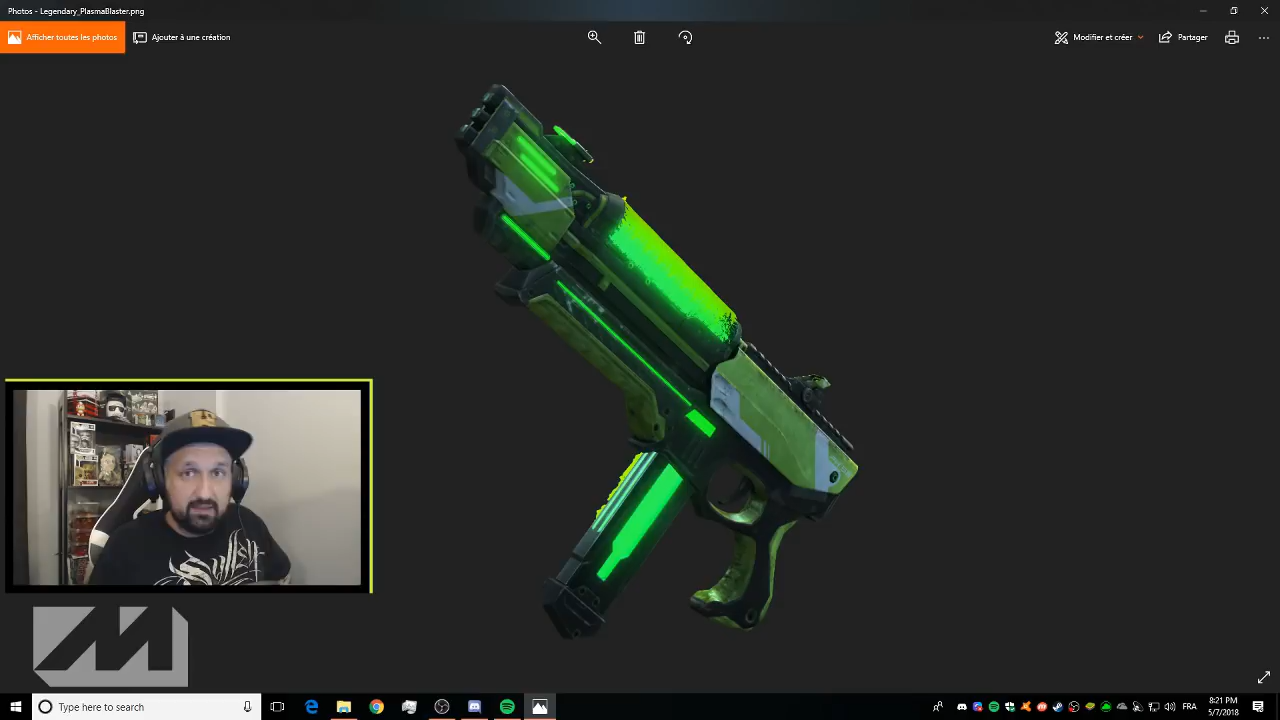 Photos - Legendary_PlasmaBlaster.png
Afficher toutes les photos
Ajouter à une création
Modifier et créer
Partager
Type here to search
FRA
8:21 PM
5/7/2018